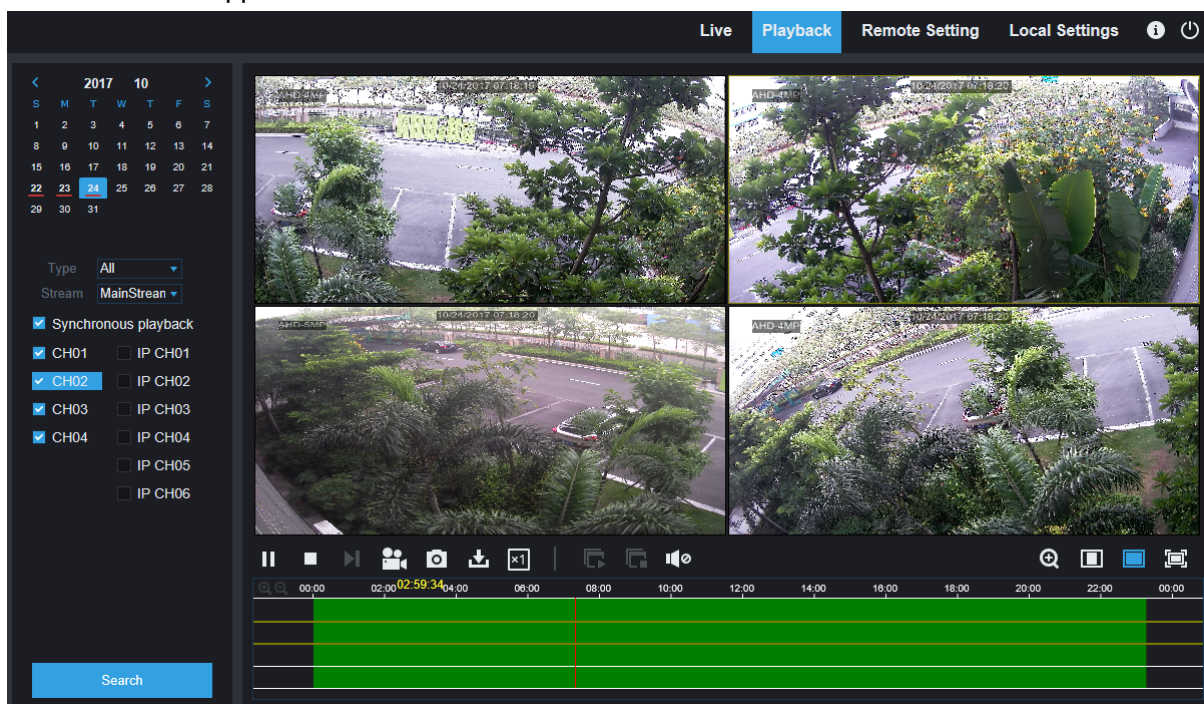 Live Playback Remote Setting Local Settings
2017 10
S M T W T F S
1 2 3 4 5 6 7
8 9 10 11 12 13 14
15 16 17 18 19 20 21
22 23 24 25 26 27 28
29 30 31
Type All
Stream MainStrean
Synchronous playback
CH01 IP CH01
CH02 IP CH02
CH03 IP CH03
CH04 IP CH04
IP CH05
IP CH06
Search
AHD-4MP 10/24/2017 07:18:19
AHD-4MP 10/24/2017 07:18:20
AHD-5MP 10/24/2017 07:18:20
AHD-4MP 10/24/2017 07:18:20
×1
00:00 02:00 02:59:34 04:00 06:00 08:00 10:00 12:00 14:00 16:00 18:00 20:00 22:00 00:00